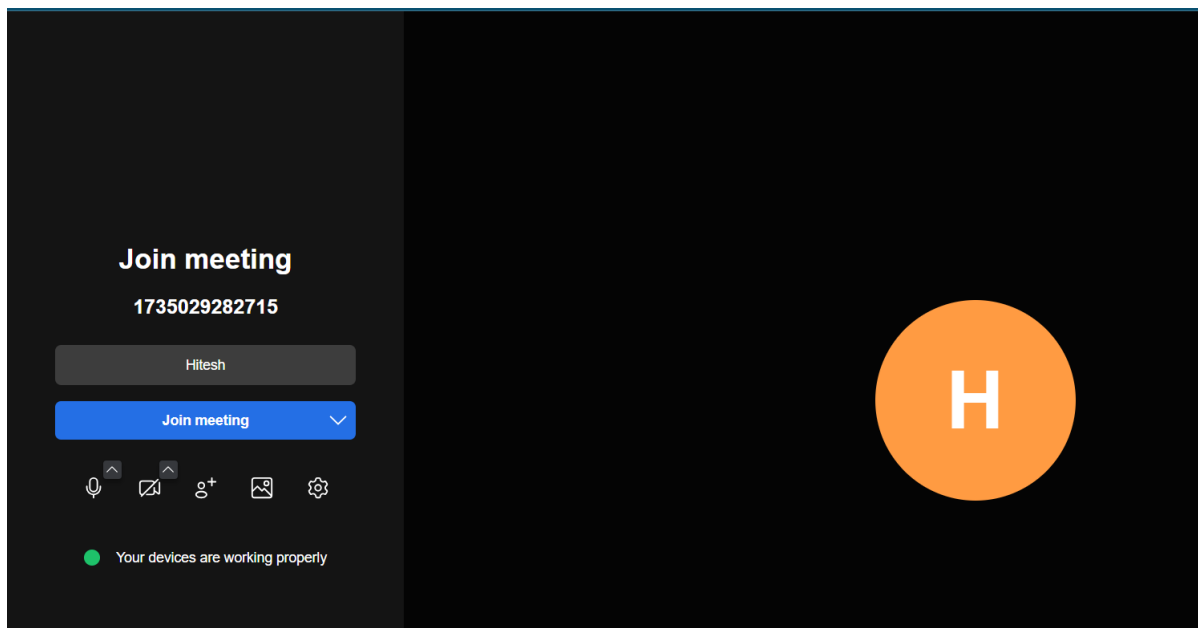 Join meeting
1735029282715
Hitesh
Join meeting
Your devices are working properly
H